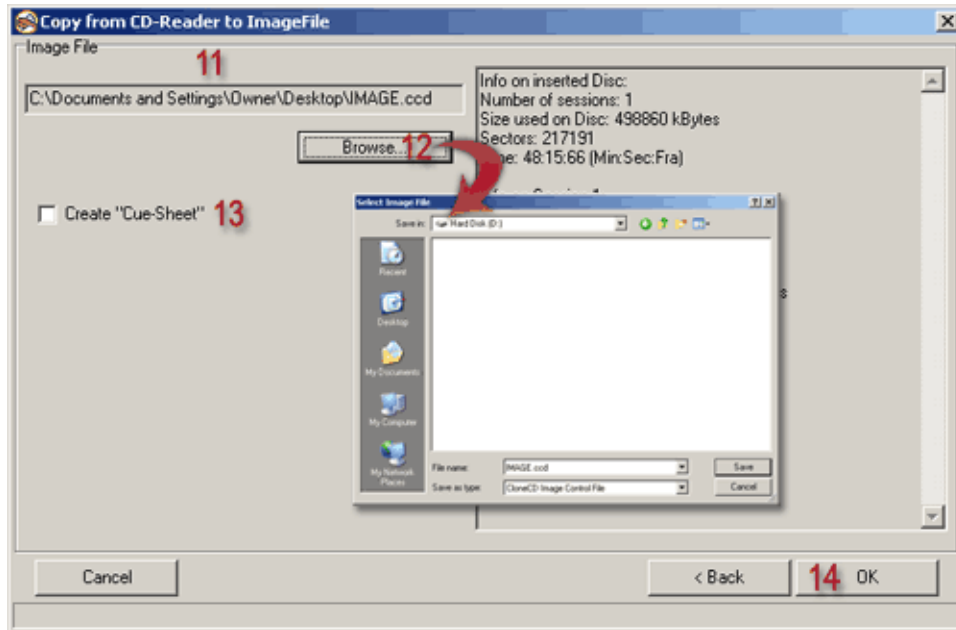 Copy from CD-Reader to ImageFile
Image File
11
C:\Documents and Settings\Owner\Desktop\IMAGE.ccd
Browse... 12
Create "Cue-Sheet" 13
Info on inserted Disc:
Number of sessions: 1
Size used on Disc: 498860 kBytes
Sectors: 217191
48:15:66 (Min:Sec:Fra)
Select Image File
Save in: Hard Disk (D:)
Recent
Desktop
My Documents
My Computer
My Network
Places
File name: IMAGE.ccd
Save
Save as type: CloneCD Image Control File
Cancel
s
Cancel
< Back
14 OK